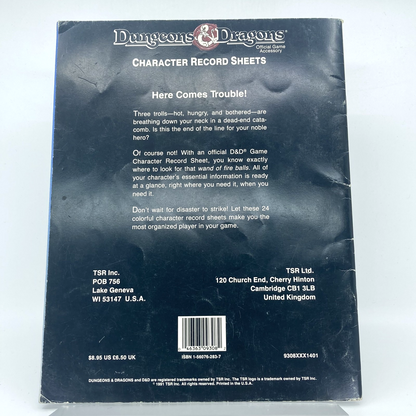 Dungeons & Dragons®
Official Game
Accessory
CHARACTER RECORD SHEETS
Here Comes Trouble!
Three trolls—hot, hungry, and bothered—are
breathing down your neck in a dead-end cata-
comb. Is this the end of the line for your noble
hero?
Of course not! With an official D&D® Game
Character Record Sheet, you know exactly
where to look for that wand of fire balls. All of
your character's essential information is ready
at a glance, right where you need it, when you
need it.
Don't wait for disaster to strike! Let these 24
colorful character record sheets make you the
most organized player in your game.
TSR Inc.
POB 756
Lake Geneva
WI 53147 U.S.A.
TSR Ltd.
120 Church End, Cherry Hinton
Cambridge CB1 3LB
United Kingdom
$8.95 US £6.50 UK
ISBN 1-56076-283-7
9308XXX1401
DUNGEONS & DRAGONS and D&D are registered trademarks owned by TSR Inc. The TSR logo is a trademark owned by TSR Inc.
®1991 TSR Inc. All Rights Reserved. Printed in the U.S.A.